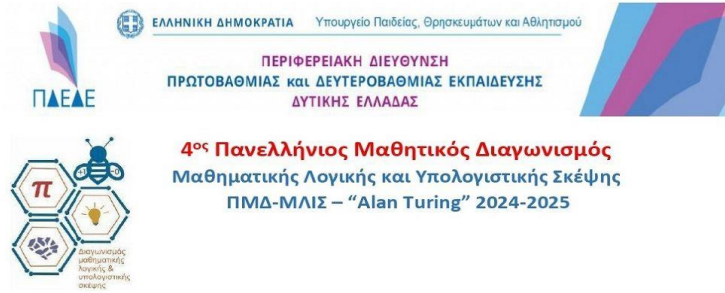 ΕΛΛΗΝΙΚΗ ΔΗΜΟΚΡΑΤΙΑ Υπουργείο Παιδείας, Θρησκευμάτων και Αθλητισμού
ΠΕΡΙΦΕΡΕΙΑΚΗ ΔΙΕΥΘΥΝΣΗ
ΠΡΩΤΟΒΑΘΜΙΑΣ και ΔΕΥΤΕΡΟΒΑΘΜΙΑΣ ΕΚΠΑΙΔΕΥΣΗΣ
ΔΥΤΙΚΗΣ ΕΛΛΑΔΑΣ
ΠΔΕΔΕ
4ος Πανελλήνιος Μαθητικός Διαγωνισμός
Μαθηματικής Λογικής και Υπολογιστικής Σκέψης
ΠΜΔ-ΜΛΙΣ – “Alan Turing” 2024-2025
π
Διαγωνισμός
μαθηματικής
λογικής &
υπολογιστικής
σκέψης